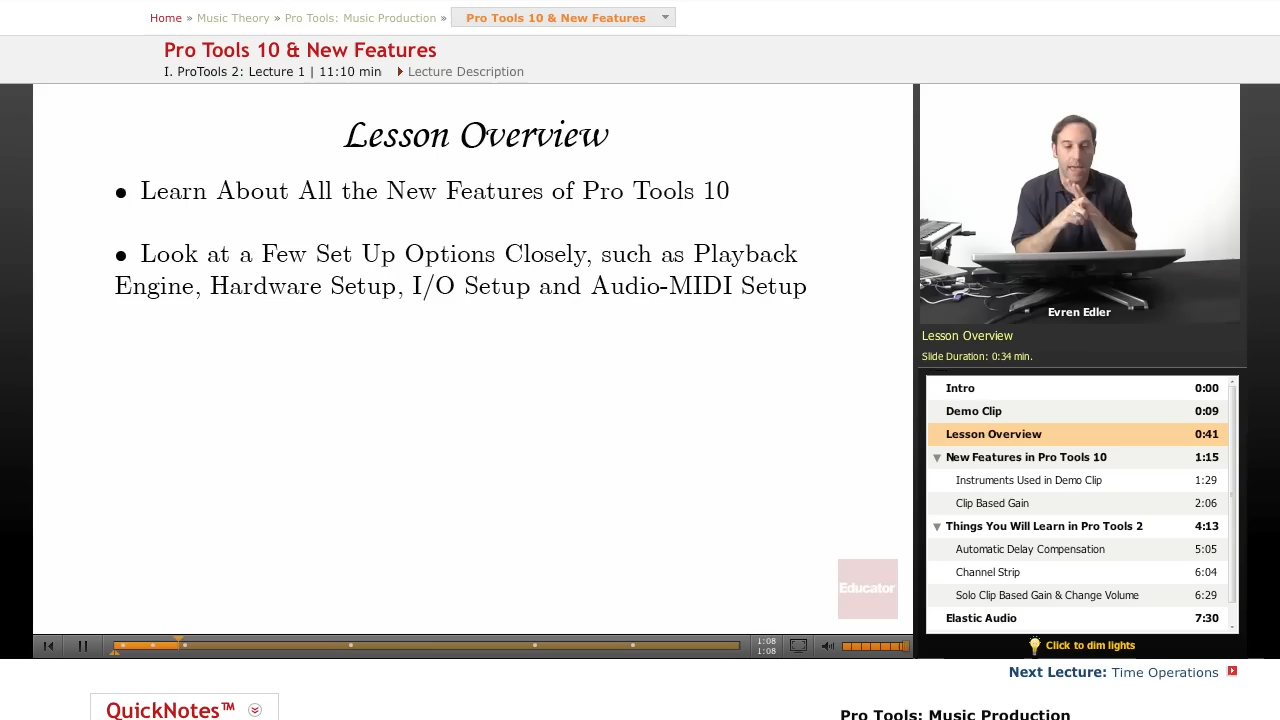 Home » Music Theory » Pro Tools: Music Production » Pro Tools 10 & New Features
Pro Tools 10 & New Features
I. ProTools 2: Lecture 1 | 11:10 min Lecture Description
Lesson Overview
• Learn About All the New Features of Pro Tools 10
• Look at a Few Set Up Options Closely, such as Playback
Engine, Hardware Setup, I/O Setup and Audio-MIDI Setup
Educator
1:08
1:08
Evren Edler
Lesson Overview
Slide Duration: 0:34 min.
Intro 0:00
Demo Clip 0:09
Lesson Overview 0:41
New Features in Pro Tools 10 1:15
Instruments Used in Demo Clip 1:29
Clip Based Gain 2:06
Things You Will Learn in Pro Tools 2 4:13
Automatic Delay Compensation 5:05
Channel Strip 6:04
Solo Clip Based Gain & Change Volume 6:29
Elastic Audio 7:30
Click to dim lights
Next Lecture: Time Operations
QuickNotes™
Pro Tools: Music Production